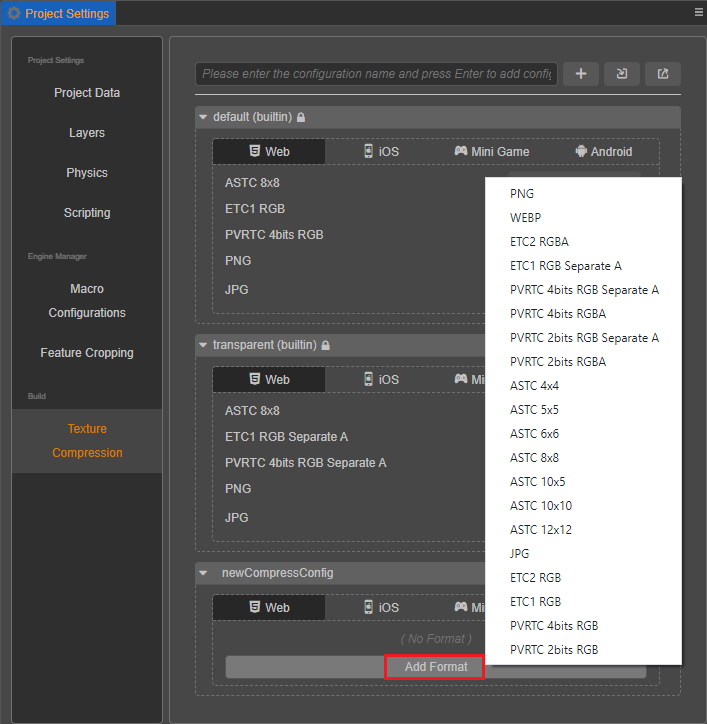 Project Settings
Project Settings
Project Data
Layers
Physics
Scripting
Engine Manager
Macro
Configurations
Feature Cropping
Build
Texture
Compression
Please enter the configuration name and press Enter to add config
default (builtin)
Web
iOS
Mini Game
Android
ASTC 8x8
ETC1 RGB
PVRTC 4bits RGB
PNG
JPG
transparent (builtin)
Web
iOS
Mi
ASTC 8x8
ETC1 RGB Separate A
PVRTC 4bits RGB Separate A
PNG
JPG
newCompressConfig
Web
iOS
Mi
( No Format )
Add Format
PNG
WEBP
ETC2 RGBA
ETC1 RGB Separate A
PVRTC 4bits RGB Separate A
PVRTC 4bits RGBA
PVRTC 2bits RGB Separate A
PVRTC 2bits RGBA
ASTC 4x4
ASTC 5x5
ASTC 6x6
ASTC 8x8
ASTC 10x5
ASTC 10x10
ASTC 12x12
JPG
ETC2 RGB
ETC1 RGB
PVRTC 4bits RGB
PVRTC 2bits RGB